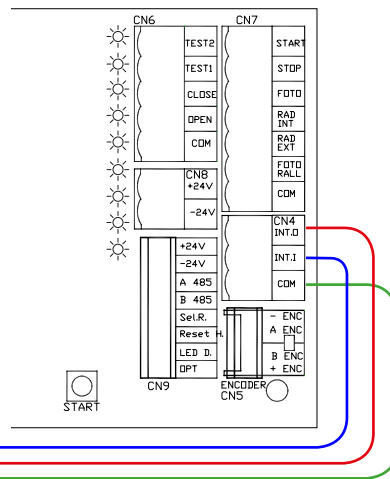 CN6
TEST2
TEST1
CLOSE
OPEN
COM
CN7
START
STOP
FOTO
RAD
INT
RAD
EXT
FOTO
RALL
COM
CN8
+24V
-24V
CN4
INT.O
INT.I
COM
+24V
-24V
A 485
B 485
Sel.R.
Reset H.
LED D.
OPT
CN9
- ENC
A ENC
B ENC
+ ENC
ENCODER
CN5
START